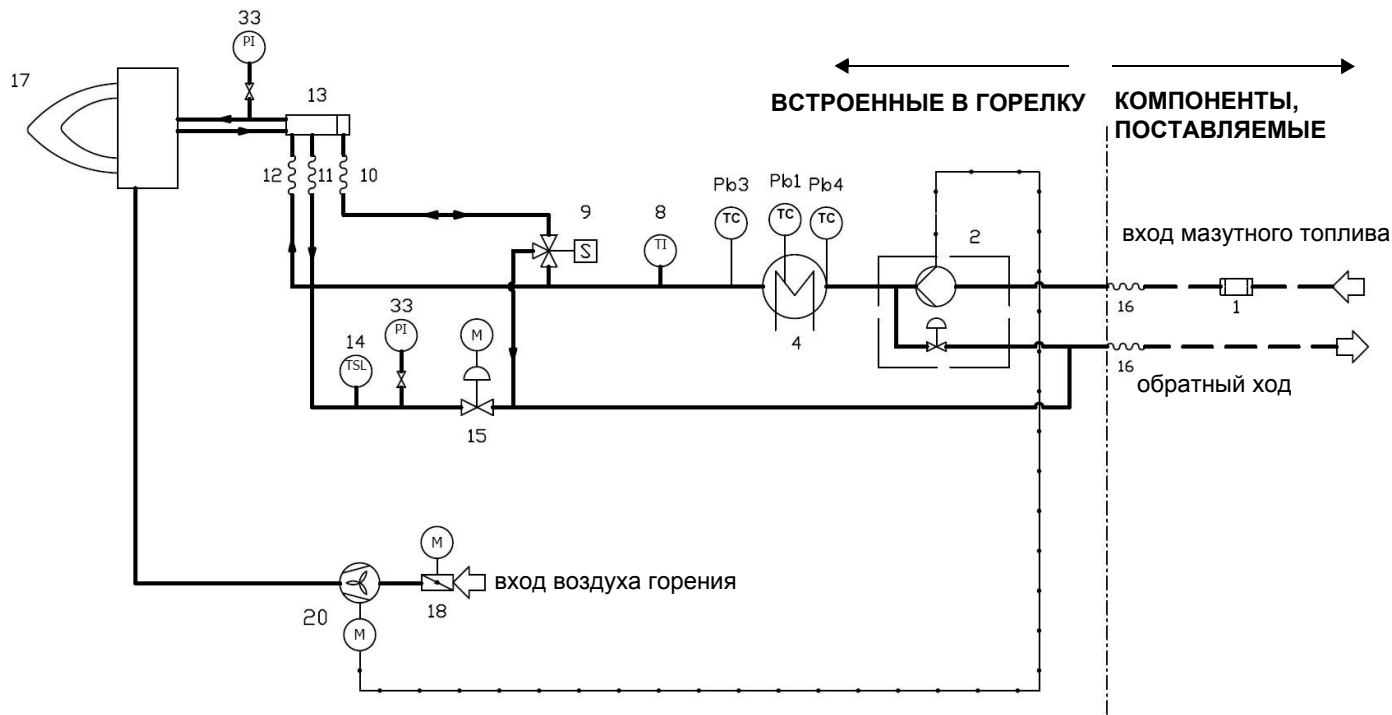 33
PI
17
13
ВСТРОЕННЫЕ В ГОРЕЛКУ
КОМПОНЕНТЫ,
ПОСТАВЛЯЕМЫЕ
12
11
10
9
S
8
TI
Pb3
TC
Pb1
TC
Pb4
TC
2
вход мазутного топлива
16
1
4
33
PI
14
TSL
M
15
16
обратный ход
M
вход воздуха горения
18
20
M